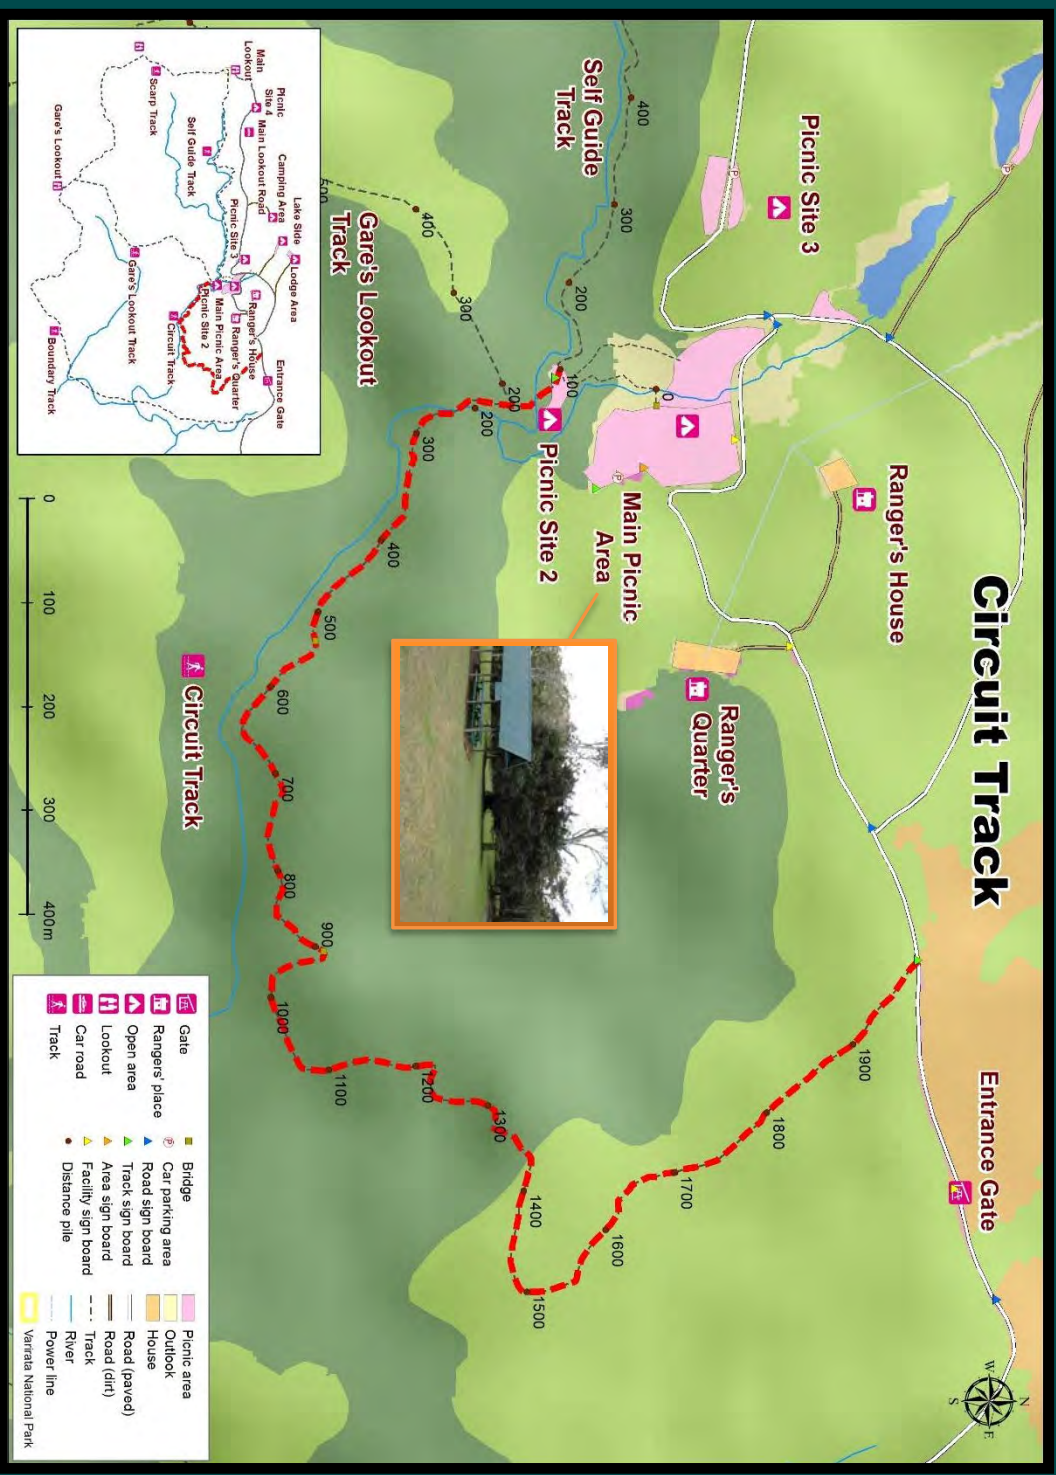 Circuit Track
Entrance Gate
Ranger's House
Ranger's
Quarter
Picnic Site 3
Main Picnic
Area
Picnic Site 2
Self Guide
Track
Gare's Lookout
Track
Circuit Track
400
300
200
100
0
400
300
200
200
300
400
500
600
700
800
900
1000
1100
1200
1300
1400
1500
1600
1700
1800
1900
N
W
E
S
0
100
200
300
400m
Main
Lookout
Picnic
Site 4
Main Lookout Road
Camping Area
Lake Side
Lodge Area
Scarp Track
Self Guide Track
Picnic Site 3
Ranger's House
Ranger's Quarter
Entrance Gate
Main Picnic Area
Picnic Site 2
Circuit Track
Gare's Lookout
Gare's Lookout Track
Boundary Track
Gate
Rangers' place
Open area
Lookout
Car road
Track
Bridge
Car parking area
Road sign board
Track sign board
Area sign board
Facility sign board
Distance pile
Picnic area
Outlook
House
Road (paved)
Road (dirt)
Track
River
Power line
Varirata National Park